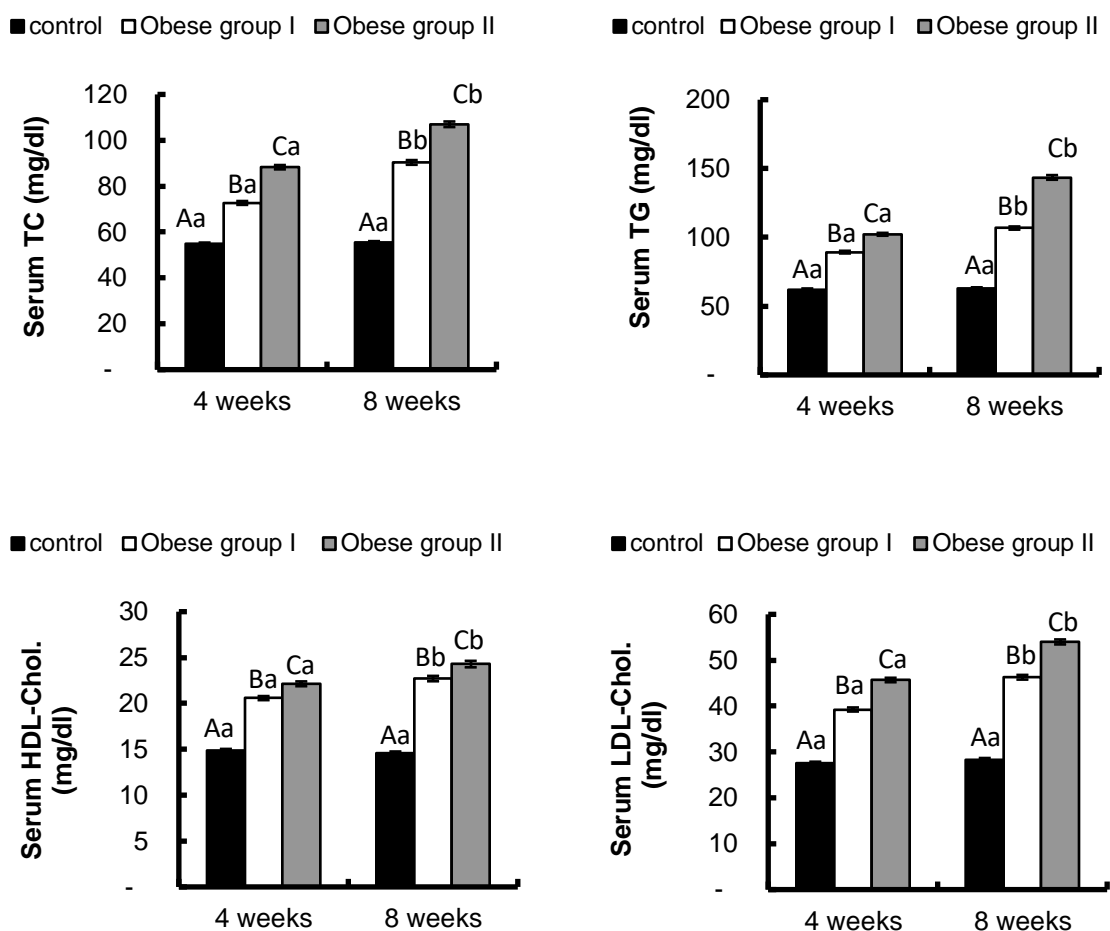 control Obese group I Obese group II
Serum TC (mg/dl)
120
100
80
60
40
20
-
Aa Ba Ca
Aa Bb Cb
4 weeks 8 weeks
control Obese group I Obese group II
Serum TG (mg/dl)
200
150
100
50
-
Aa Ba Ca
Aa Bb Cb
4 weeks 8 weeks
control Obese group I Obese group II
Serum HDL-Chol.
(mg/dl)
30
25
20
15
10
5
-
Aa Ba Ca
Aa Bb Cb
4 weeks 8 weeks
control Obese group I Obese group II
Serum LDL-Chol.
(mg/dl)
60
50
40
30
20
10
-
Aa Ba Ca
Aa Bb Cb
4 weeks 8 weeks